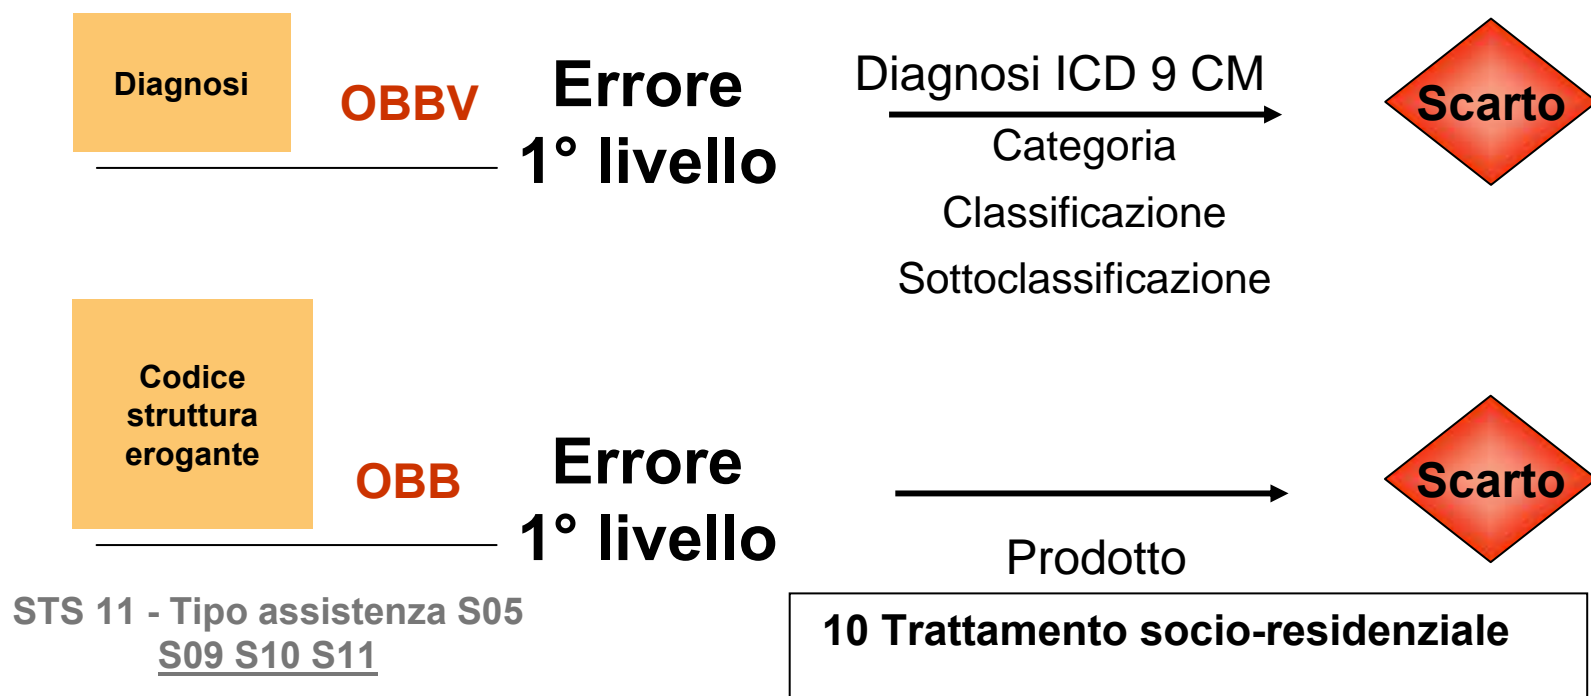 Diagnosi
OBBV
Errore
1° livello
Diagnosi ICD 9 CM
Categoria
Classificazione
Sottoclassificazione
Scarto
Codice
struttura
erogante
OBB
Errore
1° livello
Prodotto
Scarto
STS 11 - Tipo assistenza S05
S09 S10 S11
10 Trattamento socio-residenziale